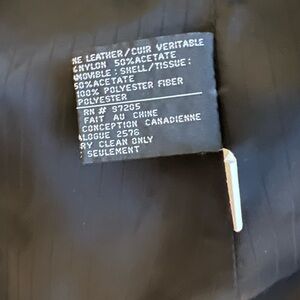 NE LEATHER/CUIR VERITABLE
NYLON 50%ACETATE
MOVIBLE: SHELL/TISSUE:
50%ACETATE
100% POLYESTER FIBER
POLYESTER
RN # 97205
FAIT AU CHINE
CONCEPTION CANADIENNE
ALOGUE 2576
RY CLEAN ONLY
SEULEMENT